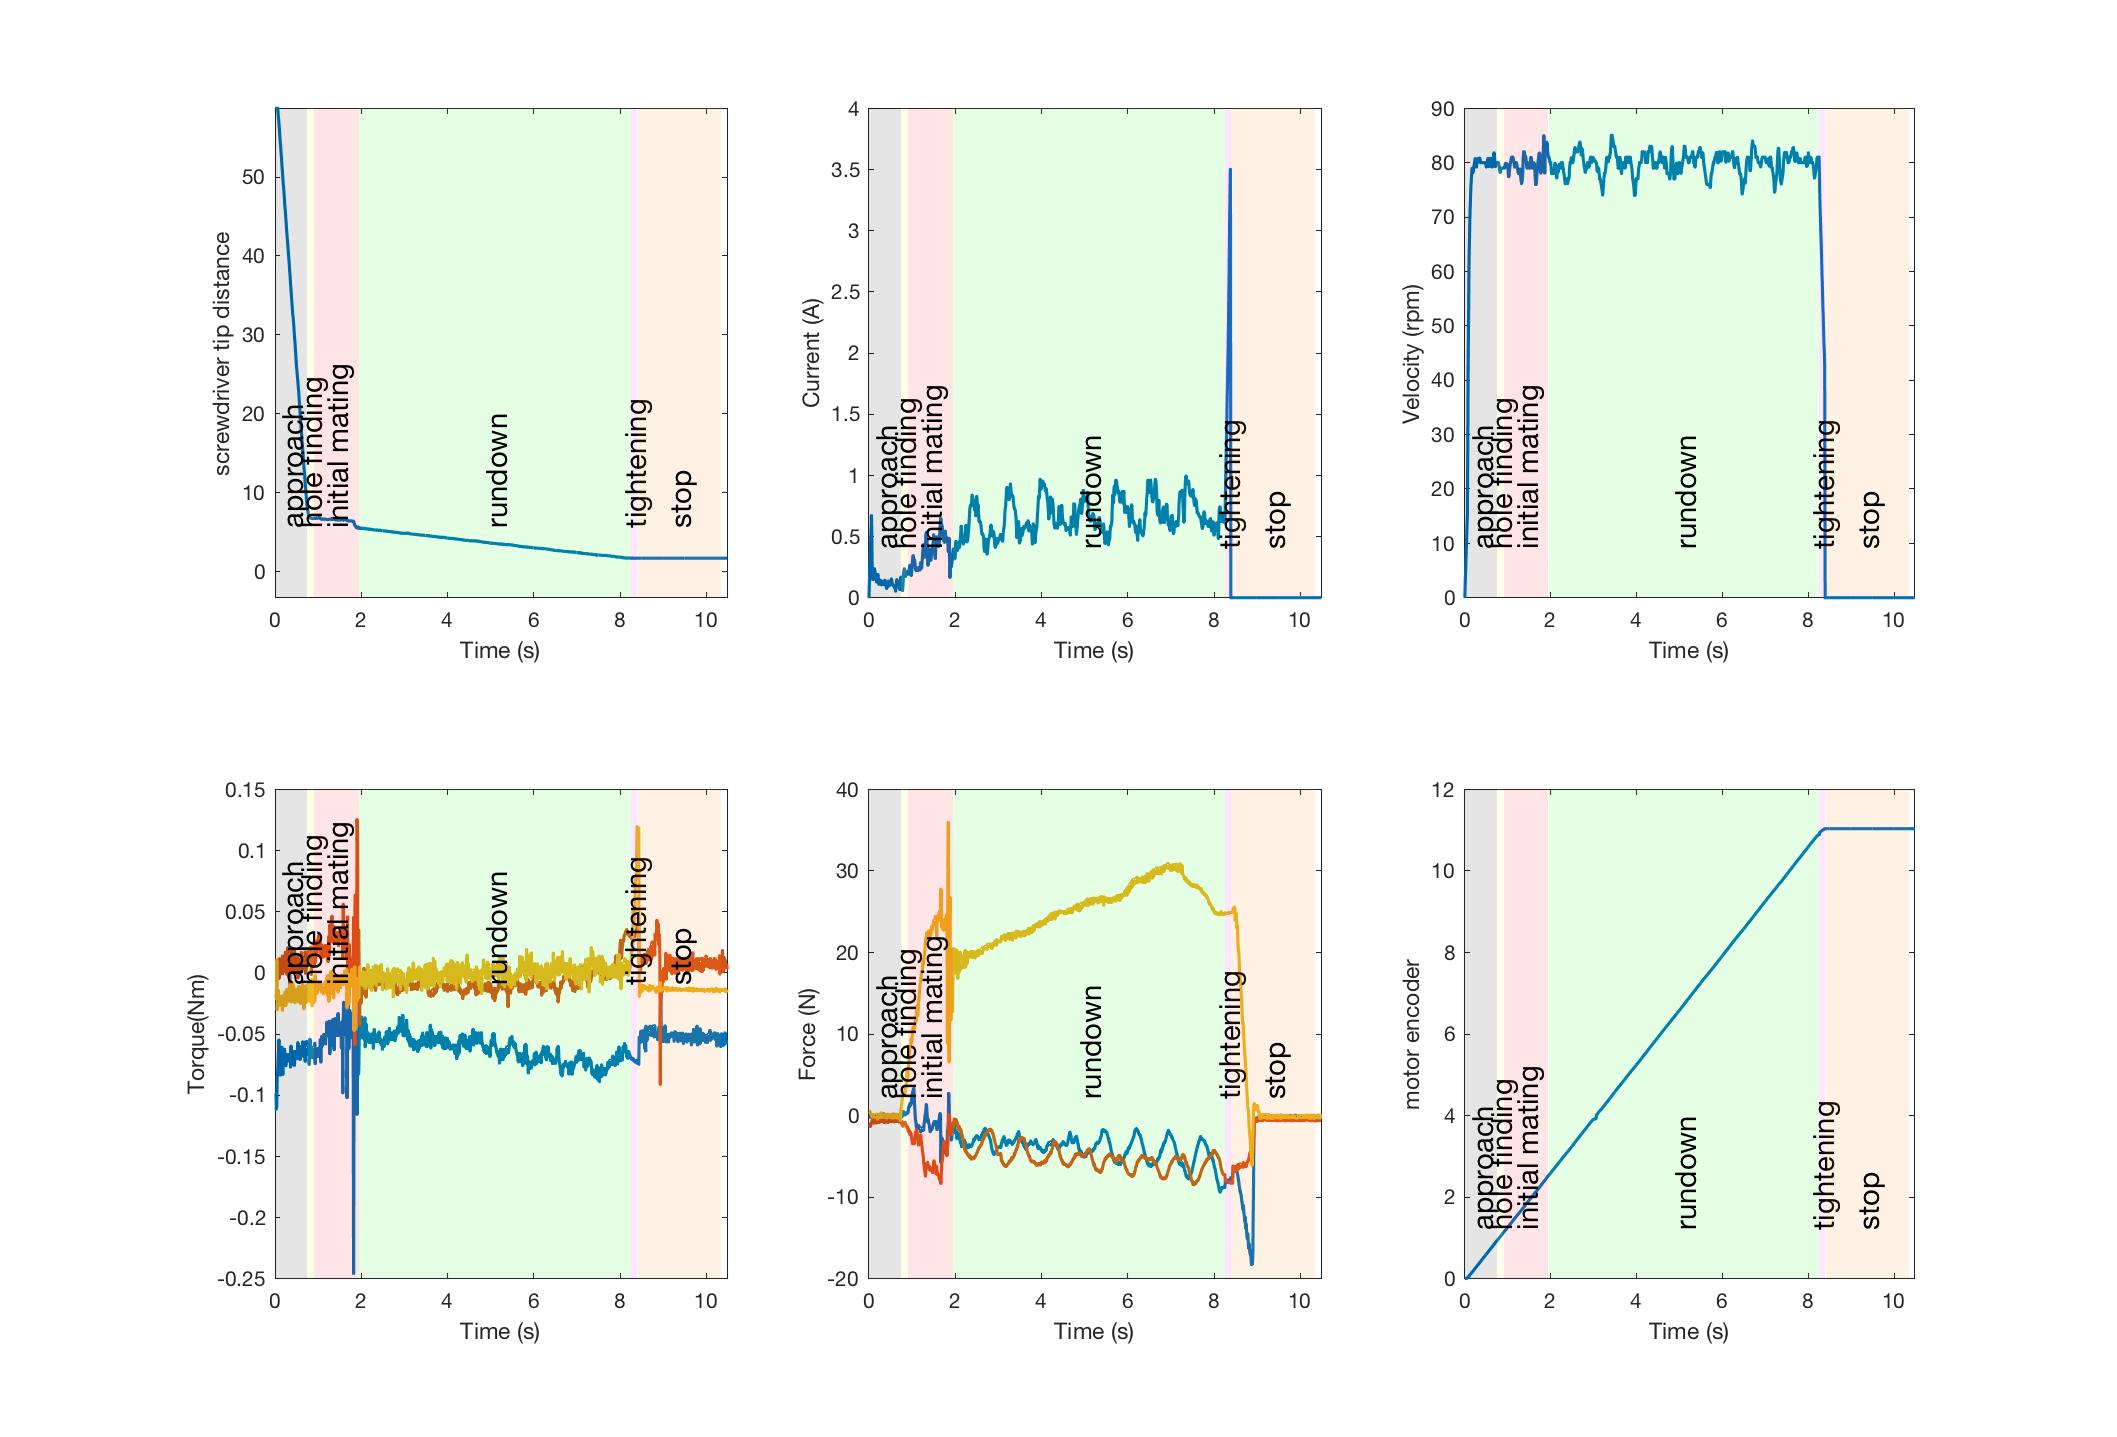 screwdriver tip distance
50
40
30
20
10
0
approach
hole finding
initial mating
rundown
tightening
stop
0 2 4 6 8 10
Time (s)
Current (A)
4
3.5
3
2.5
2
1.5
1
0.5
0
approach
hole finding
initial mating
rundown
tightening
stop
0 2 4 6 8 10
Time (s)
Velocity (rpm)
90
80
70
60
50
40
30
20
10
0
approach
hole finding
initial mating
rundown
tightening
stop
0 2 4 6 8 10
Time (s)
Torque(Nm)
0.15
0.1
0.05
0
-0.05
-0.1
-0.15
-0.2
-0.25
approach
hole finding
initial mating
rundown
tightening
stop
0 2 4 6 8 10
Time (s)
Force (N)
40
30
20
10
0
-10
-20
approach
hole finding
initial mating
rundown
tightening
stop
0 2 4 6 8 10
Time (s)
motor encoder
12
10
8
6
4
2
0
approach
hole finding
initial mating
rundown
tightening
stop
0 2 4 6 8 10
Time (s)